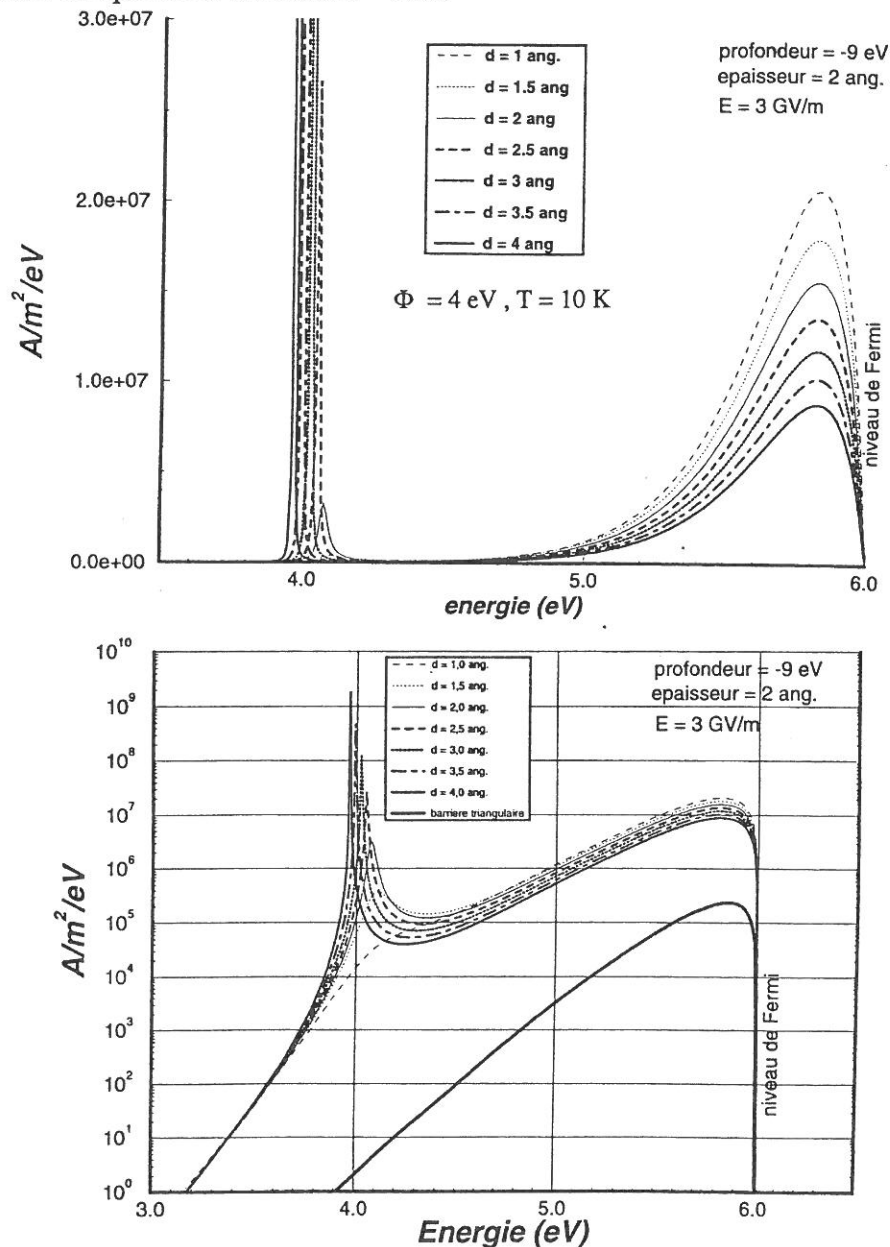 3.0e+07
2.0e+07
1.0e+07
0.0e+00
A/m²/eV
d = 1 ang.
d = 1.5 ang
d = 2 ang
d = 2.5 ang
d = 3 ang
d = 3.5 ang
d = 4 ang
profondeur = -9 eV
epaisseur = 2 ang.
E = 3 GV/m
Φ = 4 eV , T = 10 K
niveau de Fermi
4.0
5.0
6.0
energie (eV)
10¹⁰
10⁹
10⁸
10⁷
10⁶
10⁵
10⁴
10³
10²
10¹
10⁰
A/m²/eV
d = 1,0 ang.
d = 1,5 ang.
d = 2,0 ang.
d = 2,5 ang.
d = 3,0 ang.
d = 3,5 ang.
d = 4,0 ang.
barriere triangulaire
profondeur = -9 eV
epaisseur = 2 ang.
E = 3 GV/m
niveau de Fermi
3.0
4.0
5.0
6.0
Energie (eV)